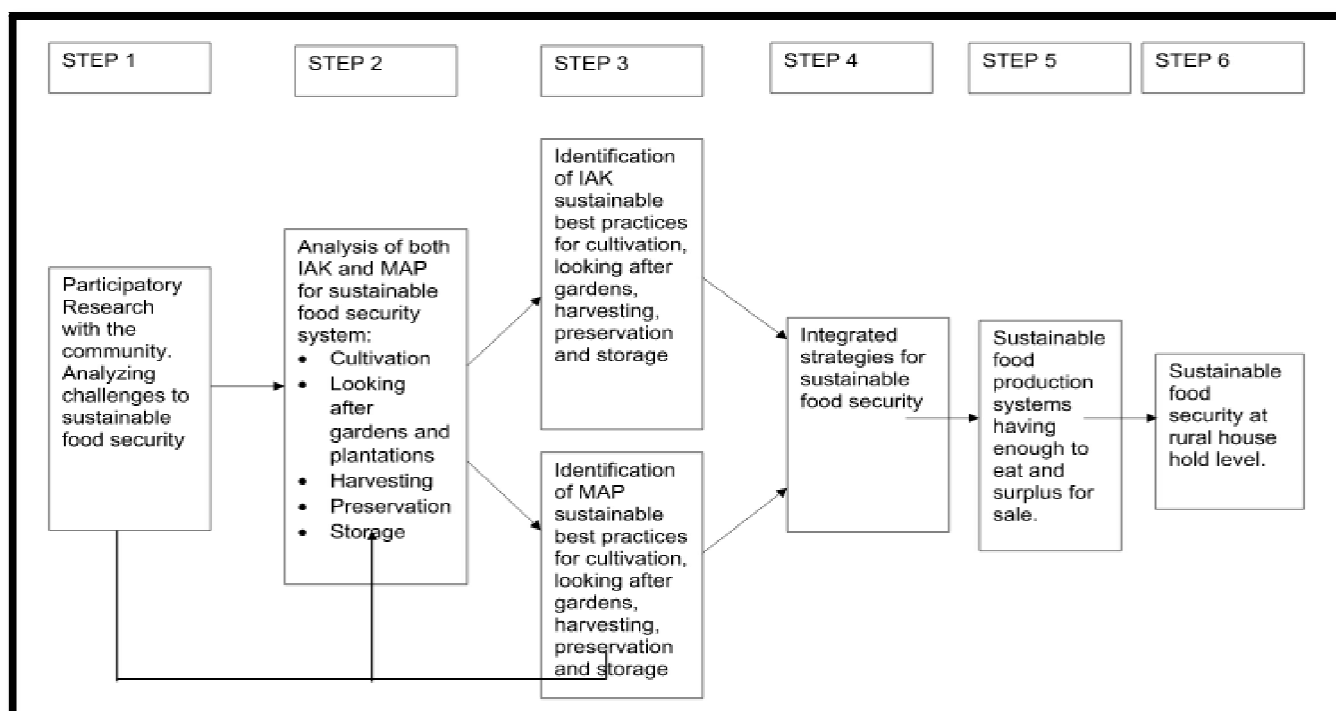 STEP 1
STEP 2
STEP 3
STEP 4
STEP 5
STEP 6
Participatory
Research
with the
community.
Analyzing
challenges to
sustainable
food security
Analysis of both
IAK and MAP
for sustainable
food security
system:
• Cultivation
• Looking
after
gardens and
plantations
• Harvesting
• Preservation
• Storage
Identification
of IAK
sustainable
best practices
for cultivation,
looking after
gardens,
harvesting,
preservation
and storage
Identification
of MAP
sustainable
best practices
for cultivation,
looking after
gardens,
harvesting,
preservation
and storage
Integrated
strategies for
sustainable
food security
Sustainable
food
production
systems
having
enough to
eat and
surplus for
sale.
Sustainable
food
security at
rural house
hold level.